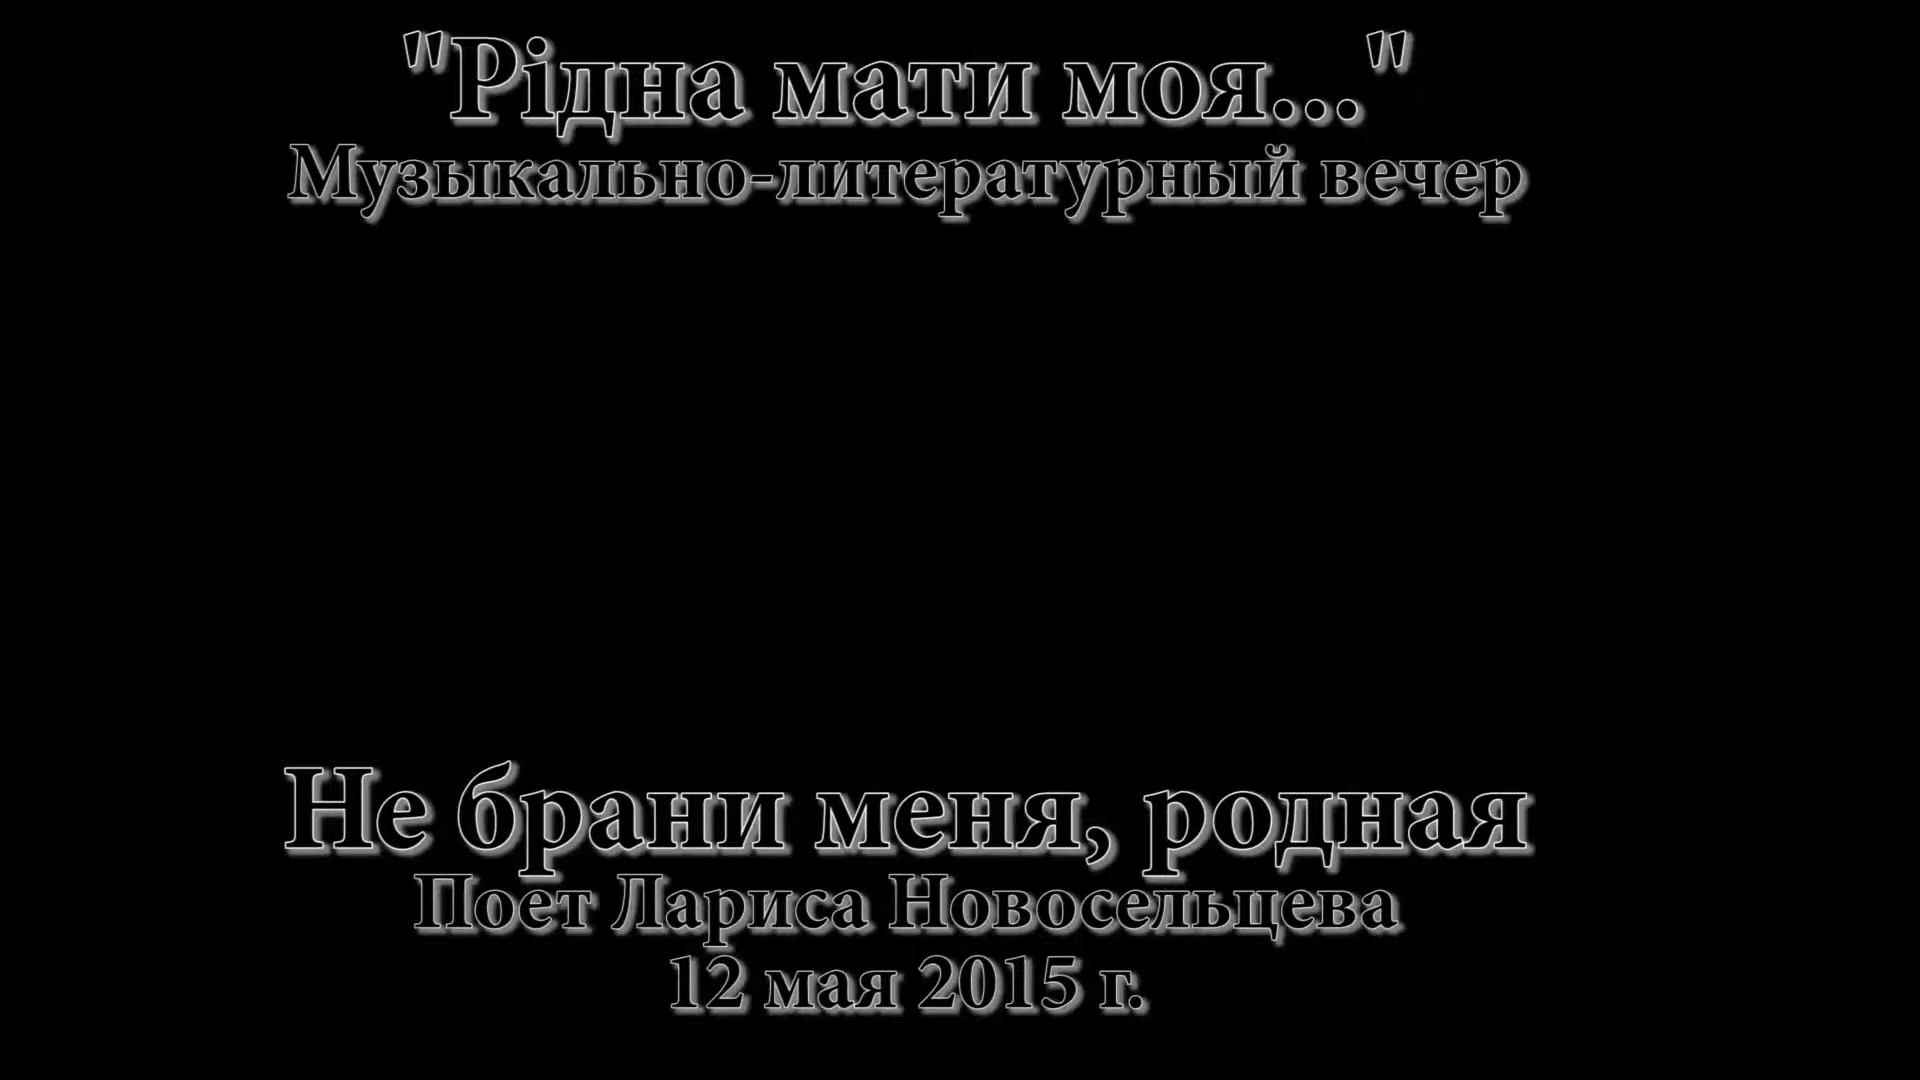 "Рідна мати моя..."
Музыкально-литературный вечер
Не брани меня, родная
Поет Лариса Новосельцева
12 мая 2015 г.